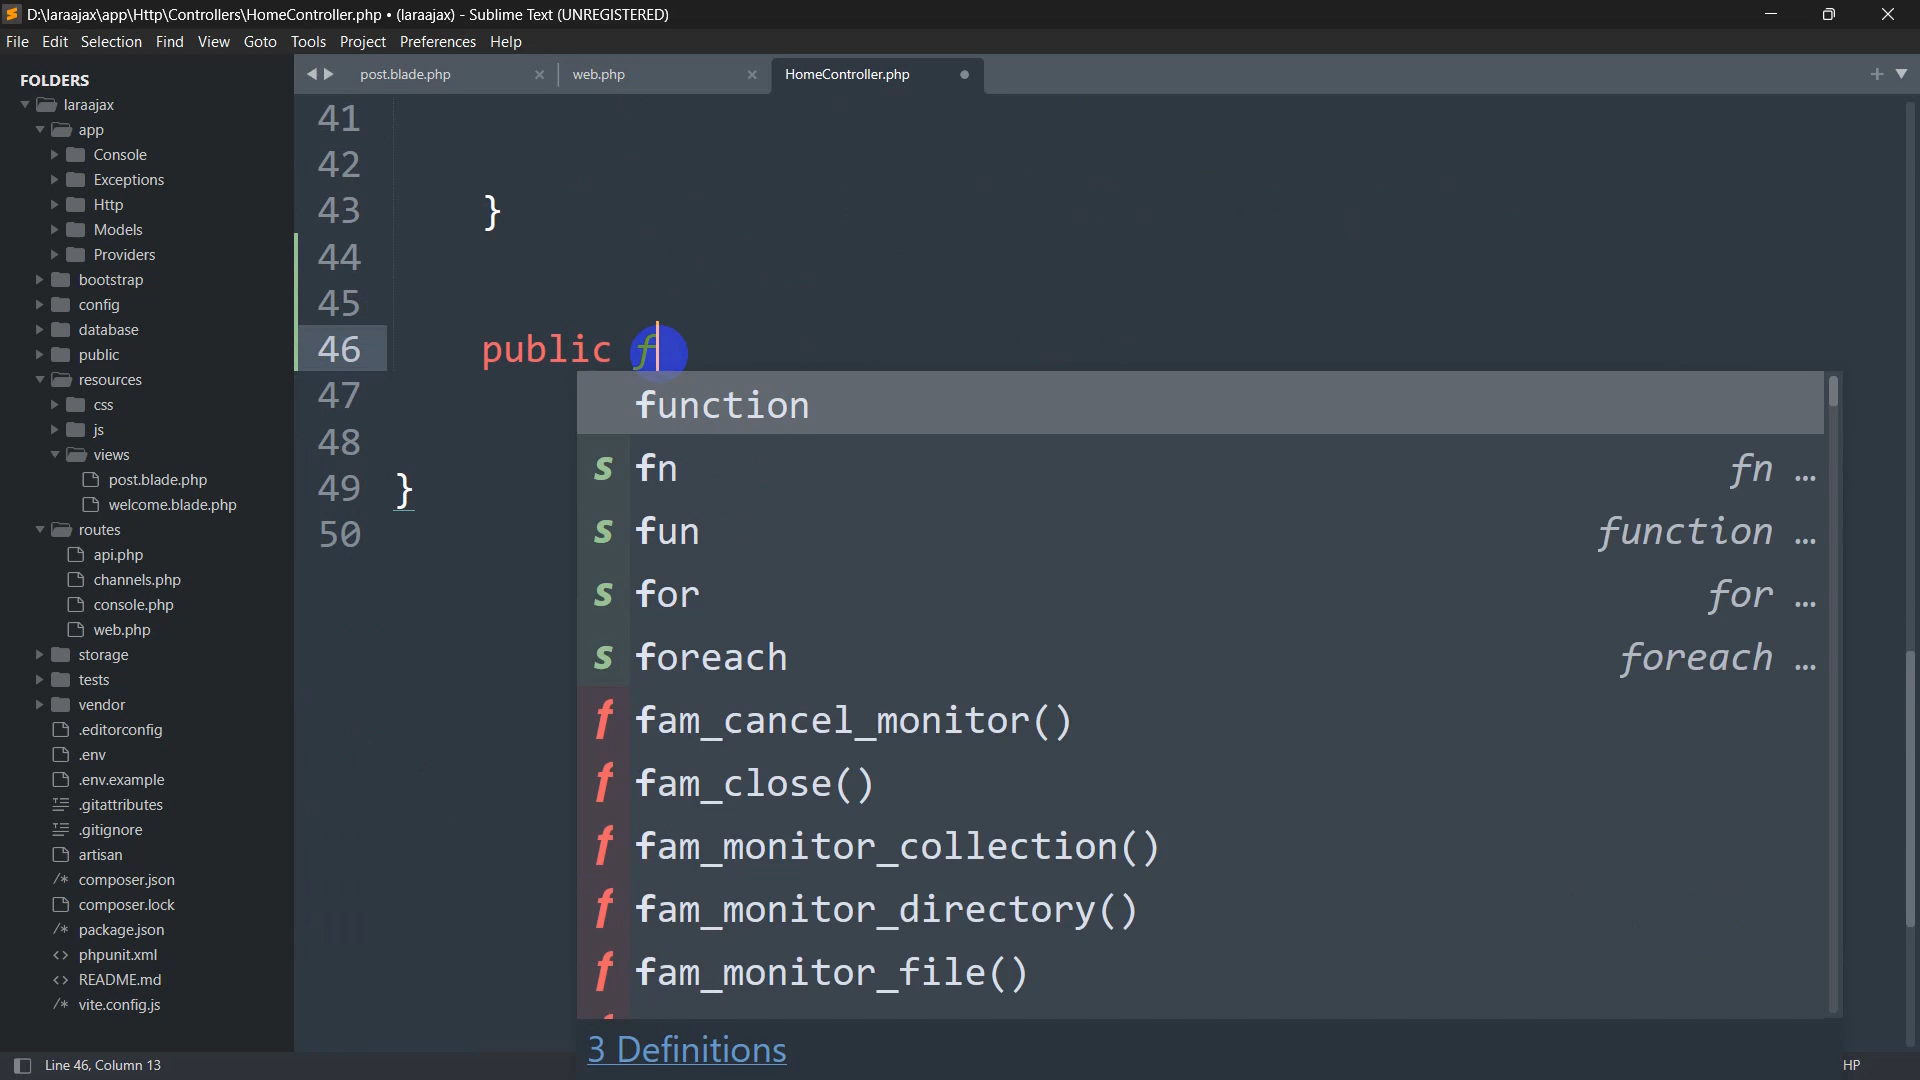 D:\laraajax\app\Http\Controllers\HomeController.php • (laraajax) - Sublime Text (UNREGISTERED)
File Edit Selection Find View Goto Tools Project Preferences Help
FOLDERS
laraajax
app
Console
Exceptions
Http
Models
Providers
bootstrap
config
database
public
resources
css
js
views
post.blade.php
welcome.blade.php
routes
api.php
channels.php
console.php
web.php
storage
tests
vendor
.editorconfig
.env
.env.example
.gitattributes
.gitignore
artisan
/* composer.json
composer.lock
/* package.json
<> phpunit.xml
<> README.md
/* vite.config.js
post.blade.php × web.php × HomeController.php •
41
42
43 }
44
45
46 public f
47
48
49 }
50
function
s fn fn …
s fun function …
s for for …
s foreach foreach …
f fam_cancel_monitor()
f fam_close()
f fam_monitor_collection()
f fam_monitor_directory()
f fam_monitor_file()
3 Definitions
Line 46, Column 13
HP